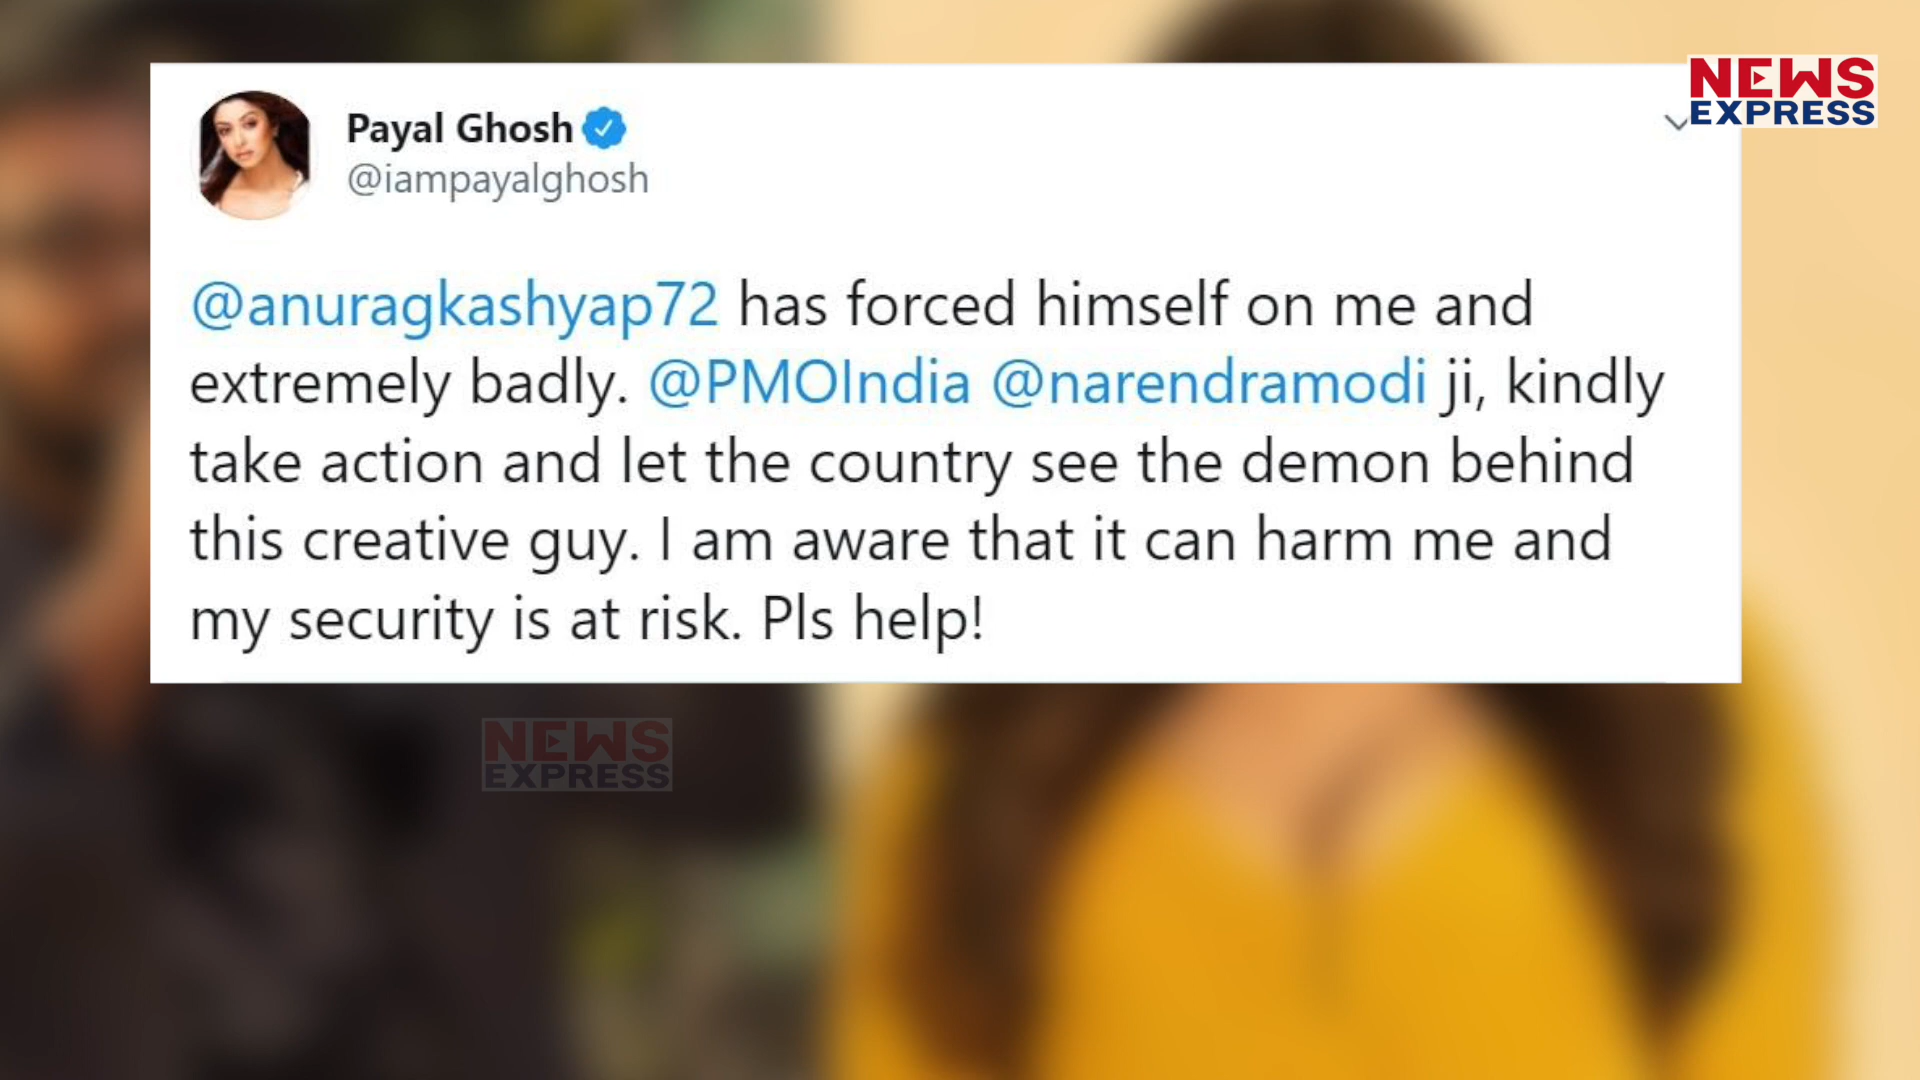 NEWS
EXPRESS
Payal Ghosh
@iampayalghosh
@anuragkashyap72 has forced himself on me and
extremely badly. @PMOIndia @narendramodi ji, kindly
take action and let the country see the demon behind
this creative guy. I am aware that it can harm me and
my security is at risk. Pls help!
NEWS
EXPRESS